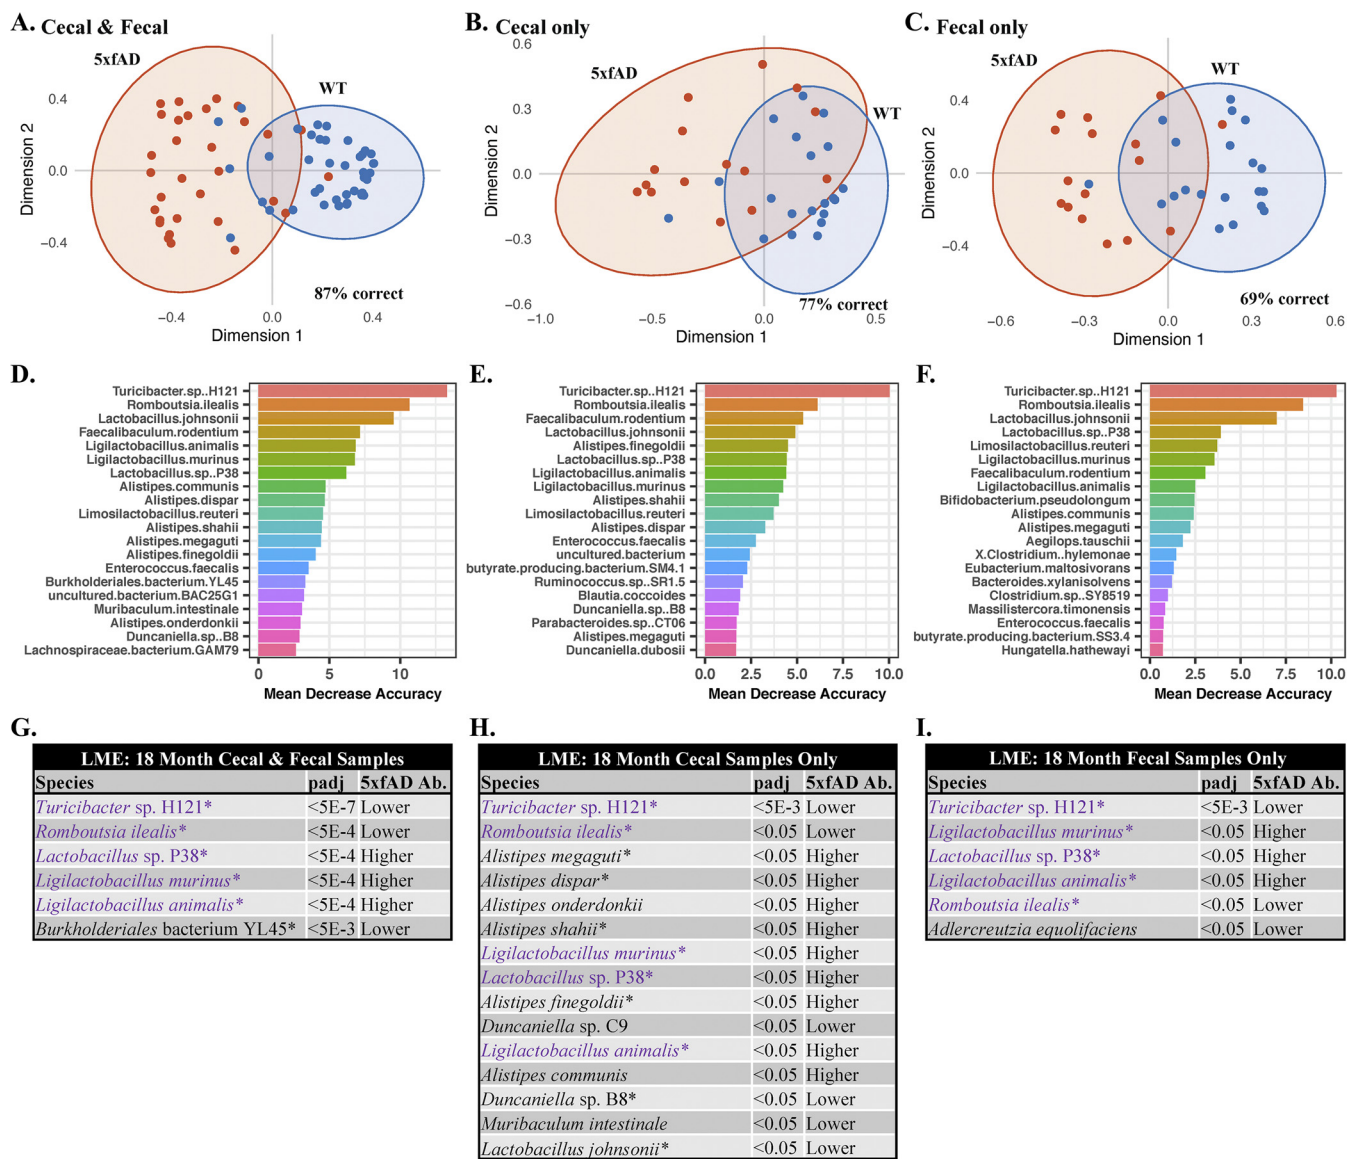 A. Cecal & Fecal
5xfAD
WT
0.4
0.0
−0.4
Dimension 2
87% correct
−0.4
0.0
0.4
Dimension 1
B. Cecal only
0.6
5xfAD
WT
0.3
0.0
−0.3
−0.6
Dimension 2
77% correct
−1.0
−0.5
0.0
0.5
Dimension 1
C. Fecal only
5xfAD
WT
0.4
0.0
−0.4
Dimension 2
69% correct
−0.6
−0.3
0.0
0.3
0.6
Dimension 1
D.
Turicibacter.sp..H121
Romboutsia.ilealis
Lactobacillus.johnsonii
Faecalibaculum.rodentium
Ligilactobacillus.animalis
Ligilactobacillus.murinus
Lactobacillus.sp..P38
Alistipes.communis
Alistipes.dispar
Limosilactobacillus.reuteri
Alistipes.shahii
Alistipes.megaguti
Alistipes.finegoldii
Enterococcus.faecalis
Burkholderiales.bacterium.YL45
uncultured.bacterium.BAC25G1
Muribaculum.intestinale
Alistipes.onderdonkii
Duncaniella.sp..B8
Lachnospiraceae.bacterium.GAM79
0 5 10
Mean Decrease Accuracy
E.
Turicibacter.sp..H121
Romboutsia.ilealis
Faecalibaculum.rodentium
Lactobacillus.johnsonii
Alistipes.finegoldii
Lactobacillus.sp..P38
Ligilactobacillus.animalis
Ligilactobacillus.murinus
Alistipes.shahii
Limosilactobacillus.reuteri
Alistipes.dispar
Enterococcus.faecalis
uncultured.bacterium
butyrate.producing.bacterium.SM4.1
Ruminococcus.sp..SR1.5
Blautia.coccoides
Duncaniella.sp..B8
Parabacteroides.sp..CT06
Alistipes.megaguti
Duncaniella.dubosii
0.0 2.5 5.0 7.5 10.0
Mean Decrease Accuracy
F.
Turicibacter.sp..H121
Romboutsia.ilealis
Lactobacillus.johnsonii
Lactobacillus.sp..P38
Limosilactobacillus.reuteri
Ligilactobacillus.murinus
Faecalibaculum.rodentium
Ligilactobacillus.animalis
Bifidobacterium.pseudolongum
Alistipes.communis
Alistipes.megaguti
Aegilops.tauschii
X.Clostridium..hylemonae
Eubacterium.maltosivorans
Bacteroides.xylanisolvens
Clostridium.sp..SY8519
Massilistercora.timonensis
Enterococcus.faecalis
butyrate.producing.bacterium.SS3.4
Hungatella.hathewayi
0.0 2.5 5.0 7.5 10.0
Mean Decrease Accuracy
G.
LME: 18 Month Cecal & Fecal Samples
Species padj 5xfAD Ab.
Turicibacter sp. H121* <5E-7 Lower
Romboutsia ilealis* <5E-4 Lower
Lactobacillus sp. P38* <5E-4 Higher
Ligilactobacillus murinus* <5E-4 Higher
Ligilactobacillus animalis* <5E-4 Higher
Burkholderiales bacterium YL45* <5E-3 Lower
H.
LME: 18 Month Cecal Samples Only
Species padj 5xfAD Ab.
Turicibacter sp. H121* <5E-3 Lower
Romboutsia ilealis* <0.05 Lower
Alistipes megaguti* <0.05 Higher
Alistipes dispar* <0.05 Higher
Alistipes onderdonkii <0.05 Higher
Alistipes shahii* <0.05 Higher
Ligilactobacillus murinus* <0.05 Higher
Lactobacillus sp. P38* <0.05 Higher
Alistipes finegoldii* <0.05 Higher
Duncaniella sp. C9 <0.05 Lower
Ligilactobacillus animalis* <0.05 Higher
Alistipes communis <0.05 Higher
Duncaniella sp. B8* <0.05 Lower
Muribaculum intestinale <0.05 Lower
Lactobacillus johnsonii* <0.05 Lower
I.
LME: 18 Month Fecal Samples Only
Species padj 5xfAD Ab.
Turicibacter sp. H121* <5E-3 Lower
Ligilactobacillus murinus* <0.05 Higher
Lactobacillus sp. P38* <0.05 Higher
Ligilactobacillus animalis* <0.05 Higher
Romboutsia ilealis* <0.05 Lower
Adlercreutzia equolifaciens <0.05 Lower